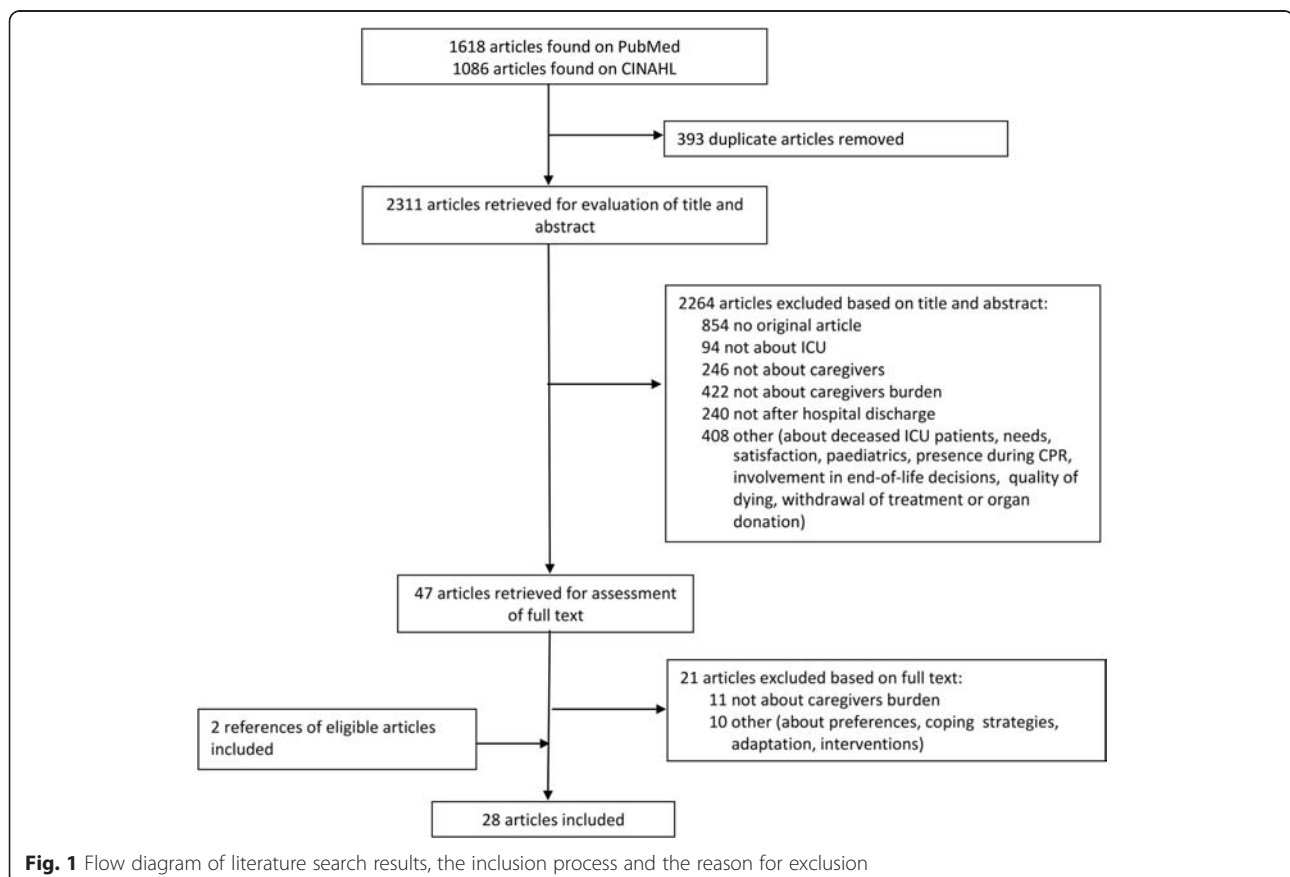 1618 articles found on PubMed
1086 articles found on CINAHL
393 duplicate articles removed
2311 articles retrieved for evaluation of title and
abstract
2264 articles excluded based on title and abstract:
854 no original article
94 not about ICU
246 not about caregivers
422 not about caregivers burden
240 not after hospital discharge
408 other (about deceased ICU patients, needs,
satisfaction, paediatrics, presence during CPR,
involvement in end-of-life decisions, quality of
dying, withdrawal of treatment or organ
donation)
47 articles retrieved for assessment
of full text
21 articles excluded based on full text:
11 not about caregivers burden
10 other (about preferences, coping strategies,
adaptation, interventions)
2 references of eligible articles
included
28 articles included
Fig. 1 Flow diagram of literature search results, the inclusion process and the reason for exclusion